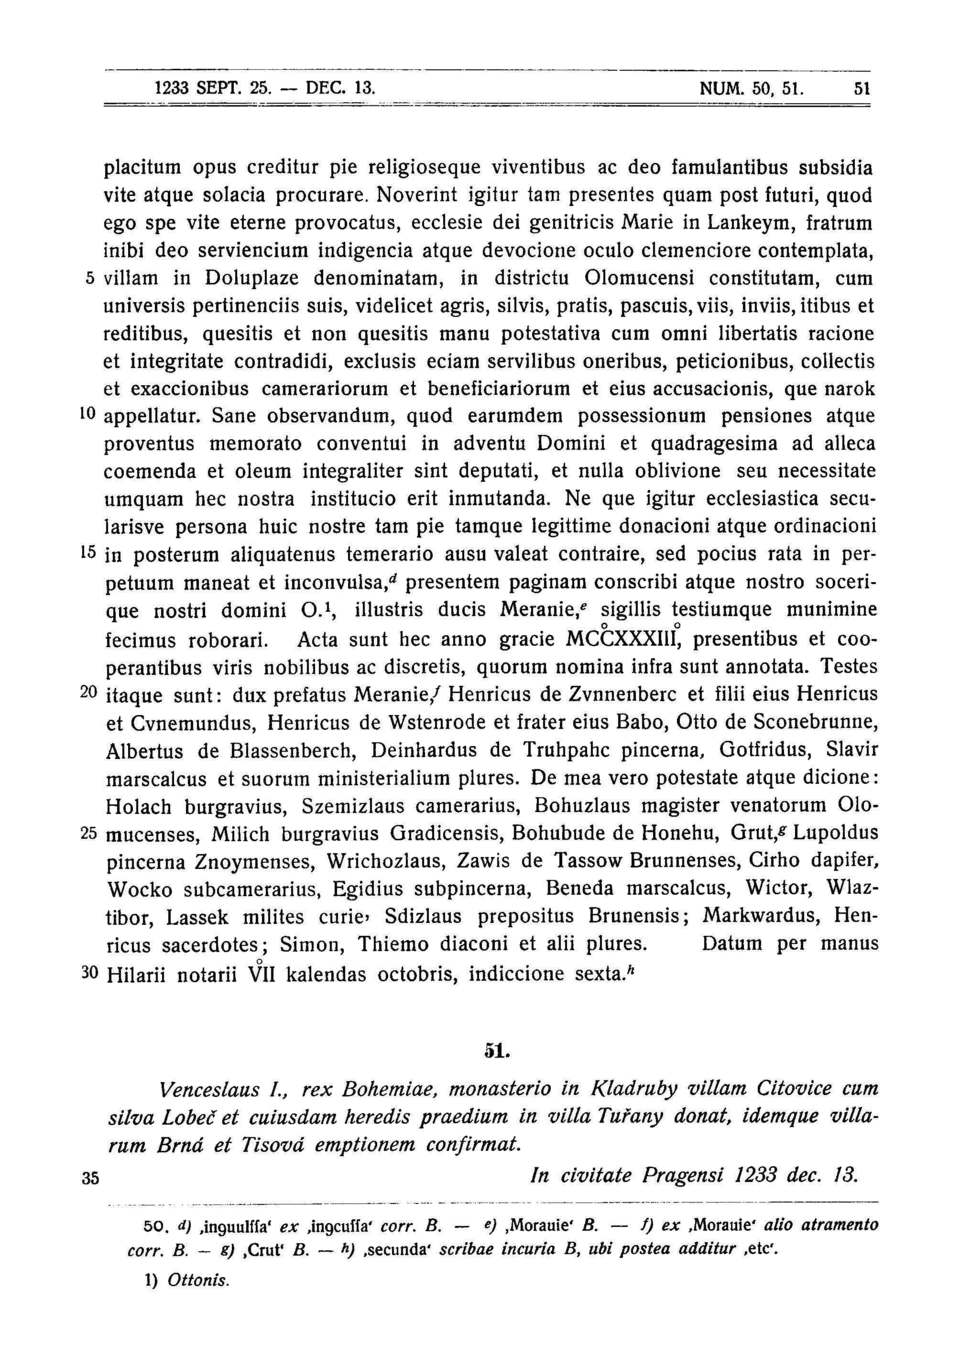 1233 SEPT. 25. — DEC. 13. NUM. 50, 51. 51
placitum opus creditur pie religioseque viventibus ac deo famulantibus subsidia
vite atque solacia procurare. Noverint igitur tam presentes quam post futuri, quod
ego spe vite eterne provocatus, ecclesie dei genitricis Marie in Lankeym, fratrum
inibi deo serviencium indigencia atque devocione oculo clemenciore contemplata,
5 villam in Doluplaze denominatam, in districtu Olomucensi constitutam, cum
universis pertinenciis suis, videlicet agris, silvis, pratis, pascuis, viis, inviis, itibus et
reditibus, quesitis et non quesitis manu potestativa cum omni libertatis racione
et integritate contradidi, exclusis eciam servilibus oneribus, peticionibus, collectis
et exaccionibus camerariorum et beneficiariorum et eius accusacionis, que narok
10 appellatur. Sane observandum, quod earumdem possessionum pensiones atque
proventus memorato conventui in adventu Domini et quadragesima ad alleca
coemenda et oleum integraliter sint deputati, et nulla oblivione seu necessitate
umquam hec nostra institucio erit inmutanda. Ne que igitur ecclesiastica secu-
larisve persona huic nostre tam pie tamque legittime donacioni atque ordinacioni
15 in posterum aliquatenus temerario ausu valeat contraire, sed pocius rata in per-
petuum maneat et inconvulsa,ᵈ presentem paginam conscribi atque nostro soceri-
que nostri domini O.¹, illustris ducis Meranie,ᵉ sigillis testiumque munimine
fecimus roborari. Acta sunt hec anno gracie MCC̊XXXIII̊, presentibus et coo-
perantibus viris nobilibus ac discretis, quorum nomina infra sunt annotata. Testes
20 itaque sunt: dux prefatus Meranie,ᶠ Henricus de Zvnnenberc et filii eius Henricus
et Cvnemundus, Henricus de Wstenrode et frater eius Babo, Otto de Sconebrunne,
Albertus de Blassenberch, Deinhardus de Truhpahc pincerna, Gotfridus, Slavir
marscalcus et suorum ministerialium plures. De mea vero potestate atque dicione:
Holach burgravius, Szemizlaus camerarius, Bohuzlaus magister venatorum Olo-
25 mucenses, Milich burgravius Gradicensis, Bohubude de Honehu, Grut,ᵍ Lupoldus
pincerna Znoymenses, Wrichozlaus, Zawis de Tassow Brunnenses, Cirho dapifer,
Wocko subcamerarius, Egidius subpincerna, Beneda marscalcus, Wictor, Wlaz-
tibor, Lassek milites curie, Sdizlaus prepositus Brunensis; Markwardus, Hen-
ricus sacerdotes; Simon, Thiemo diaconi et alii plures. Datum per manus
30 Hilarii notarii V̊II kalendas octobris, indiccione sexta.ʰ
51.
Venceslaus I., rex Bohemiae, monasterio in Kladruby villam Citovice cum
silva Lobeč et cuiusdam heredis praedium in villa Tuřany donat, idemque villa-
rum Brná et Tisová emptionem confirmat.
35 In civitate Pragensi 1233 dec. 13.
50. d) ‚inguulſſa‘ ex ‚ingcuſſa‘ corr. B. — e) ‚Morauie‘ B. — f) ex ‚Morauie‘ alio atramento
corr. B. — g) ‚Crut‘ B. — h) ‚secunda‘ scribae incuria B, ubi postea additur ‚etc‘.
1) Ottonis.